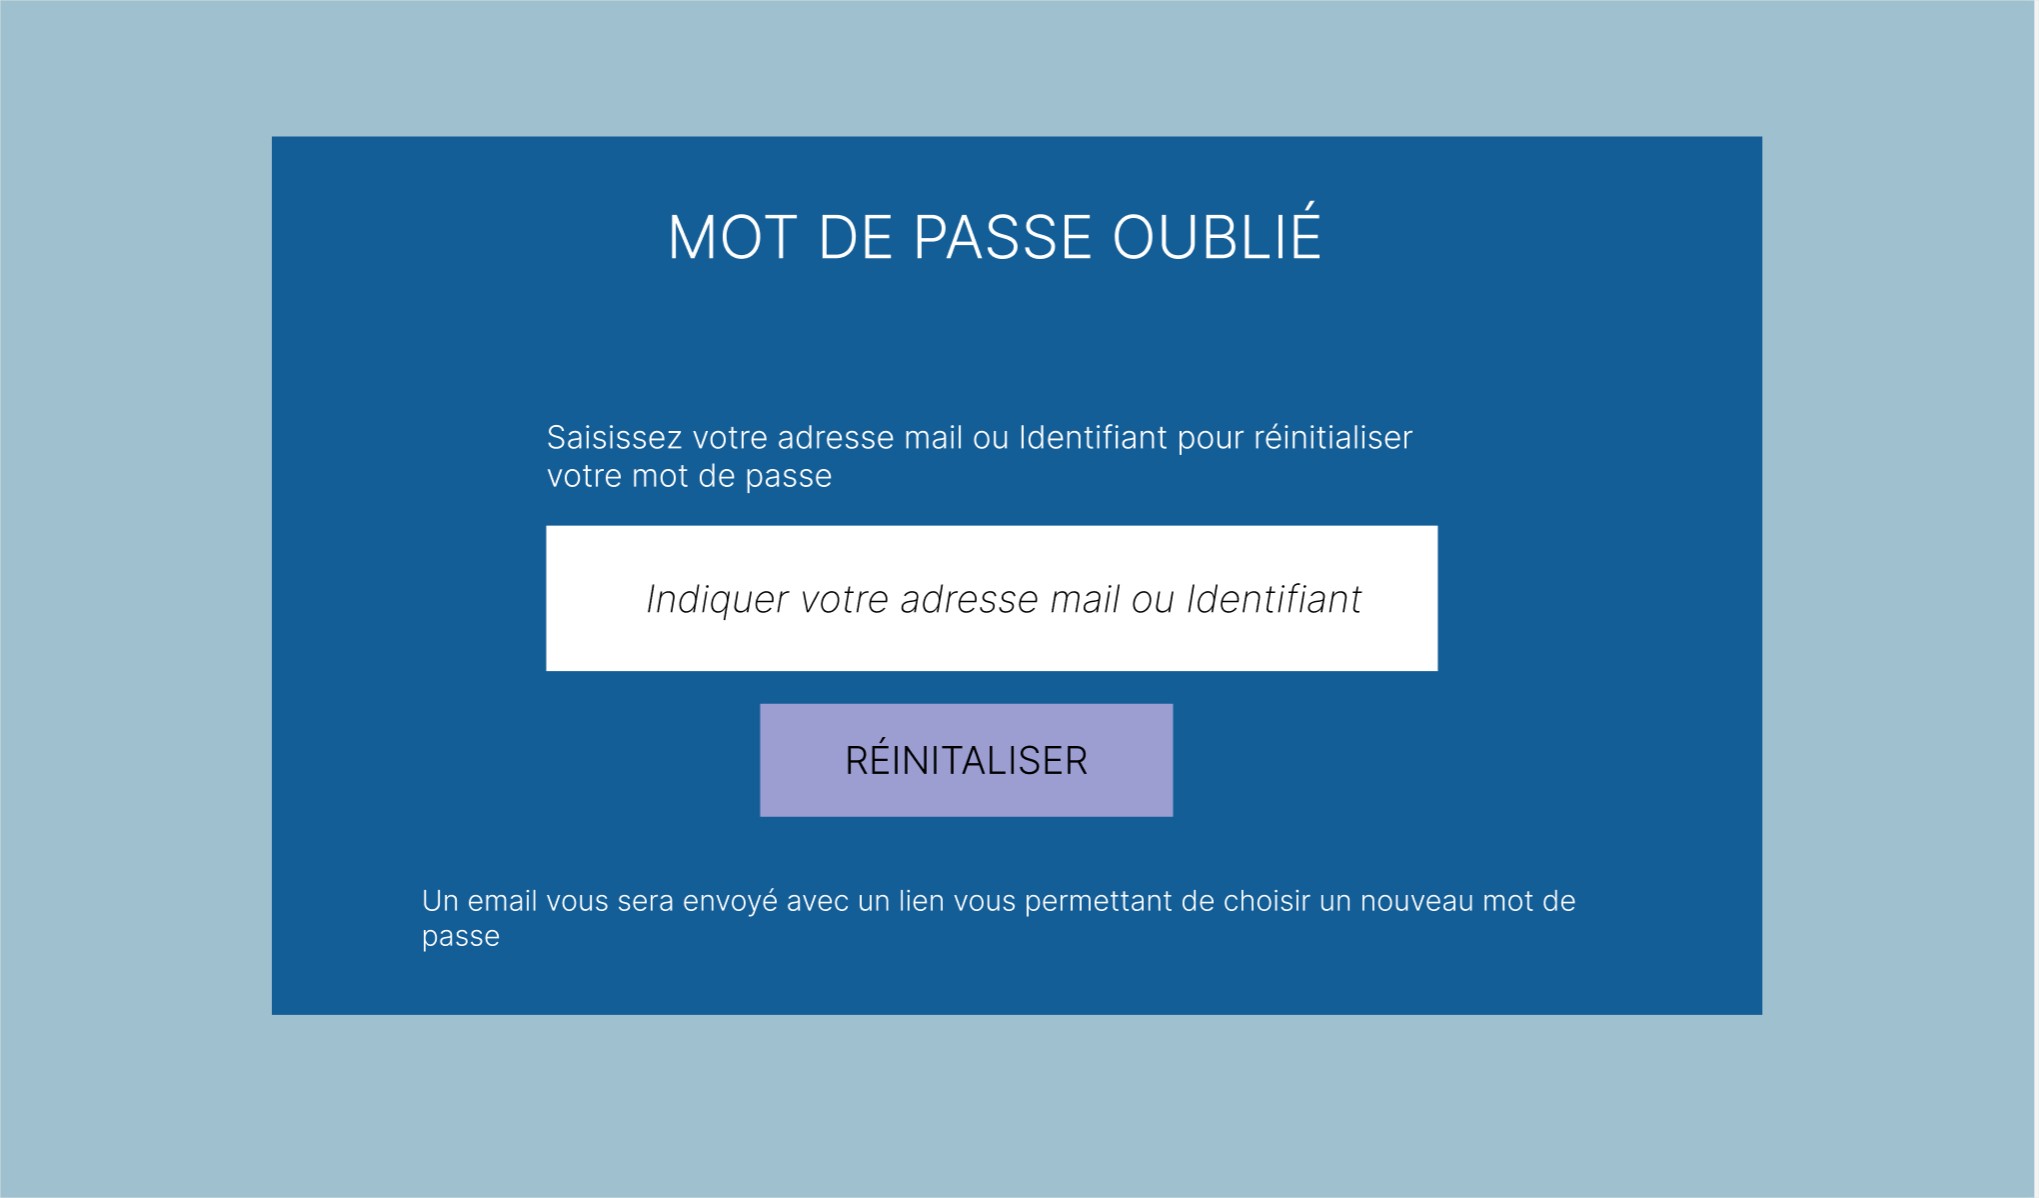 MOT DE PASSE OUBLIÉ
Saisissez votre adresse mail ou Identifiant pour réinitialiser
votre mot de passe
Indiquer votre adresse mail ou Identifiant
RÉINITALISER
Un email vous sera envoyé avec un lien vous permettant de choisir un nouveau mot de
passe